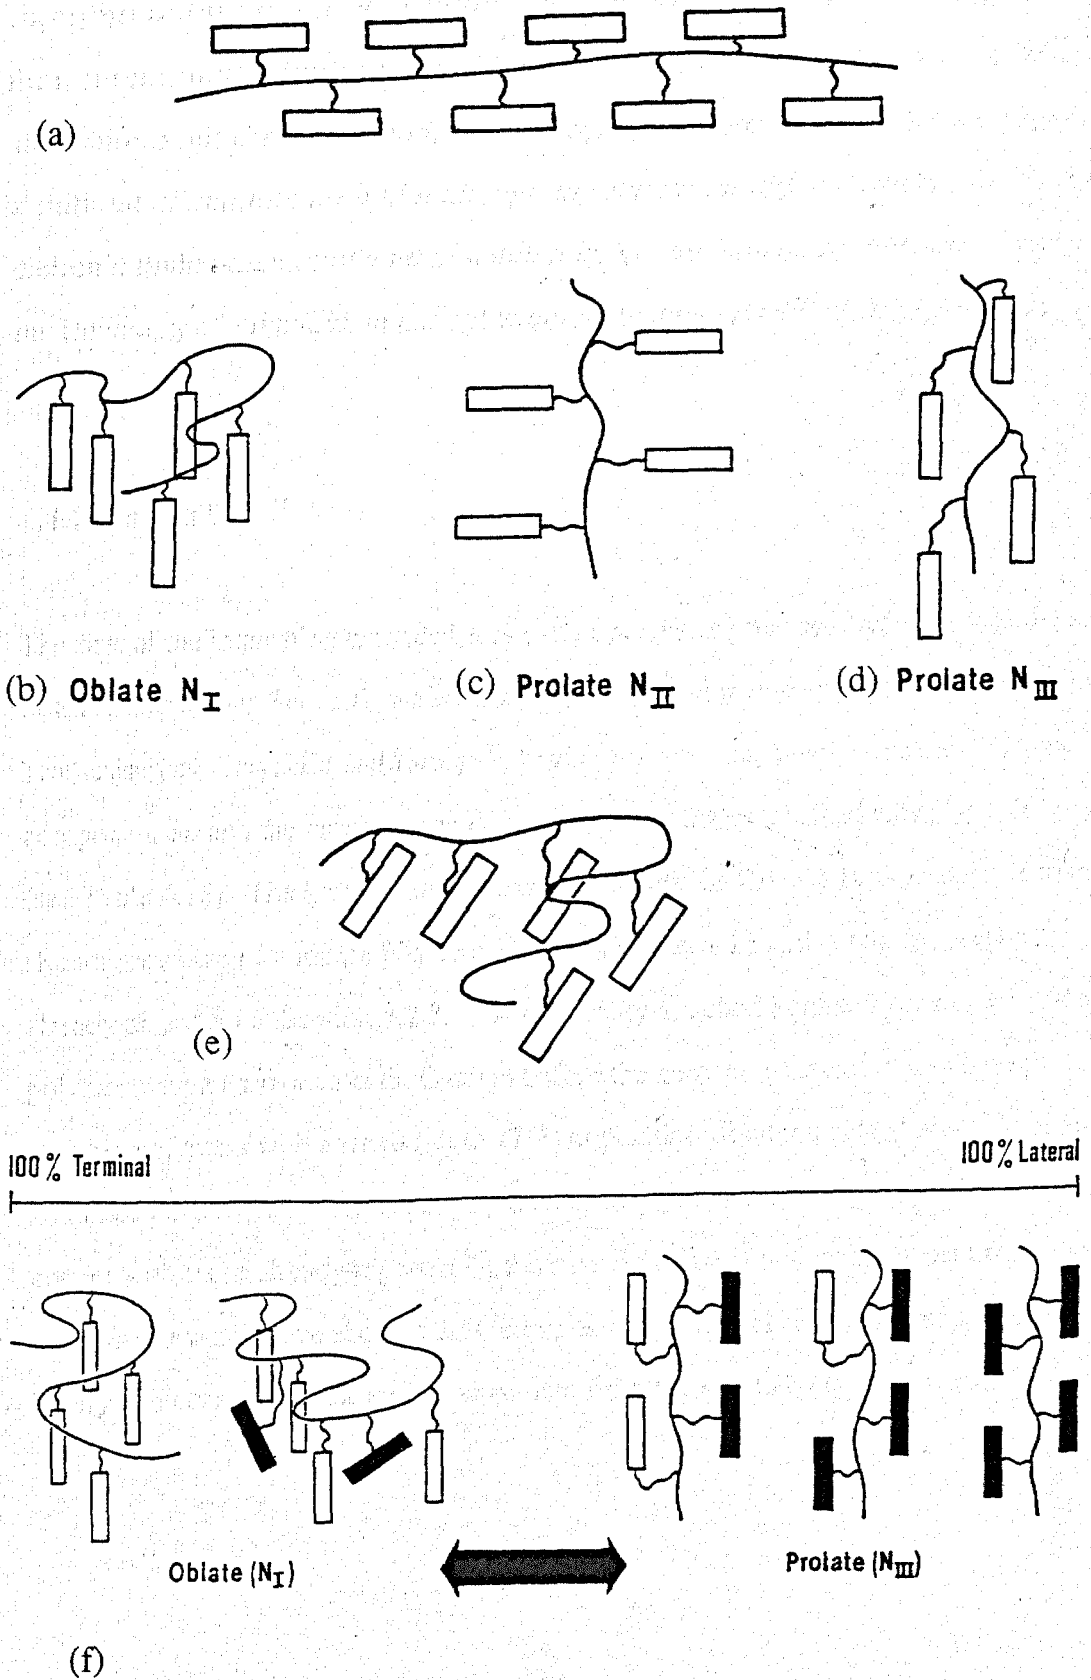 (a)
(b) Oblate N_I
(c) Prolate N_II
(d) Prolate N_III
(e)
100% Terminal
100% Lateral
Oblate (N_I)
Prolate (N_III)
(f)